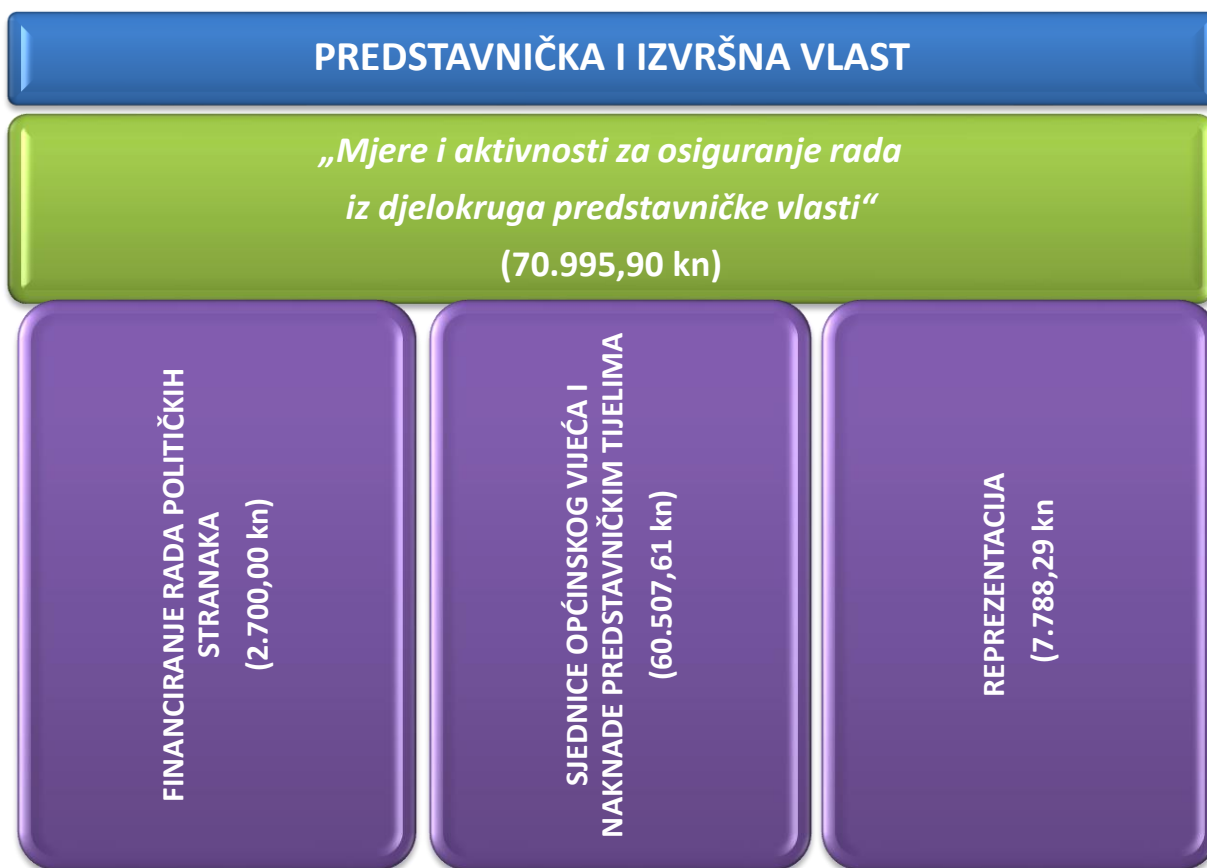 PREDSTAVNIČKA I IZVRŠNA VLAST
„Mjere i aktivnosti za osiguranje rada
iz djelokruga predstavničke vlasti“
(70.995,90 kn)
FINANCIRANJE RADA POLITIČKIH
STRANAKA
(2.700,00 kn)
SJEDNICE OPĆINSKOG VIJEĆA I
NAKNADE PREDSTAVNIČKIM TIJELIMA
(60.507,61 kn)
REPREZENTACIJA
(7.788,29 kn